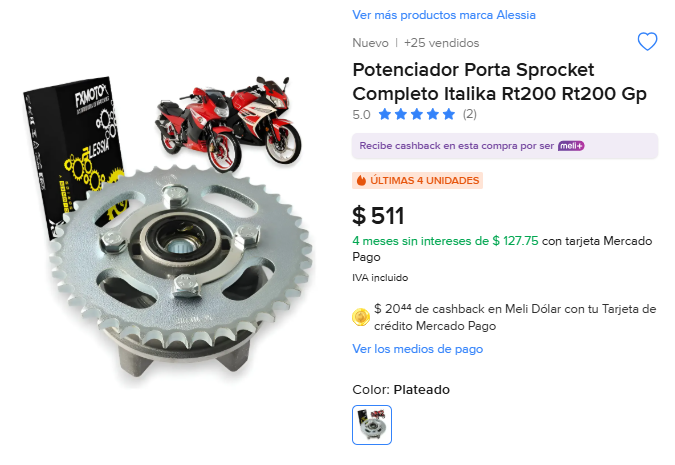 Ver más productos marca Alessia
Nuevo | +25 vendidos
Potenciador Porta Sprocket
Completo Italika Rt200 Rt200 Gp
5.0 (2)
Recibe cashback en esta compra por ser meli+
ÚLTIMAS 4 UNIDADES
$ 511
4 meses sin intereses de $ 127.75 con tarjeta Mercado
Pago
IVA incluido
$ 20⁴⁴ de cashback en Meli Dólar con tu Tarjeta de
crédito Mercado Pago
Ver los medios de pago
Color: Plateado
FXMOTO
ALESSIA